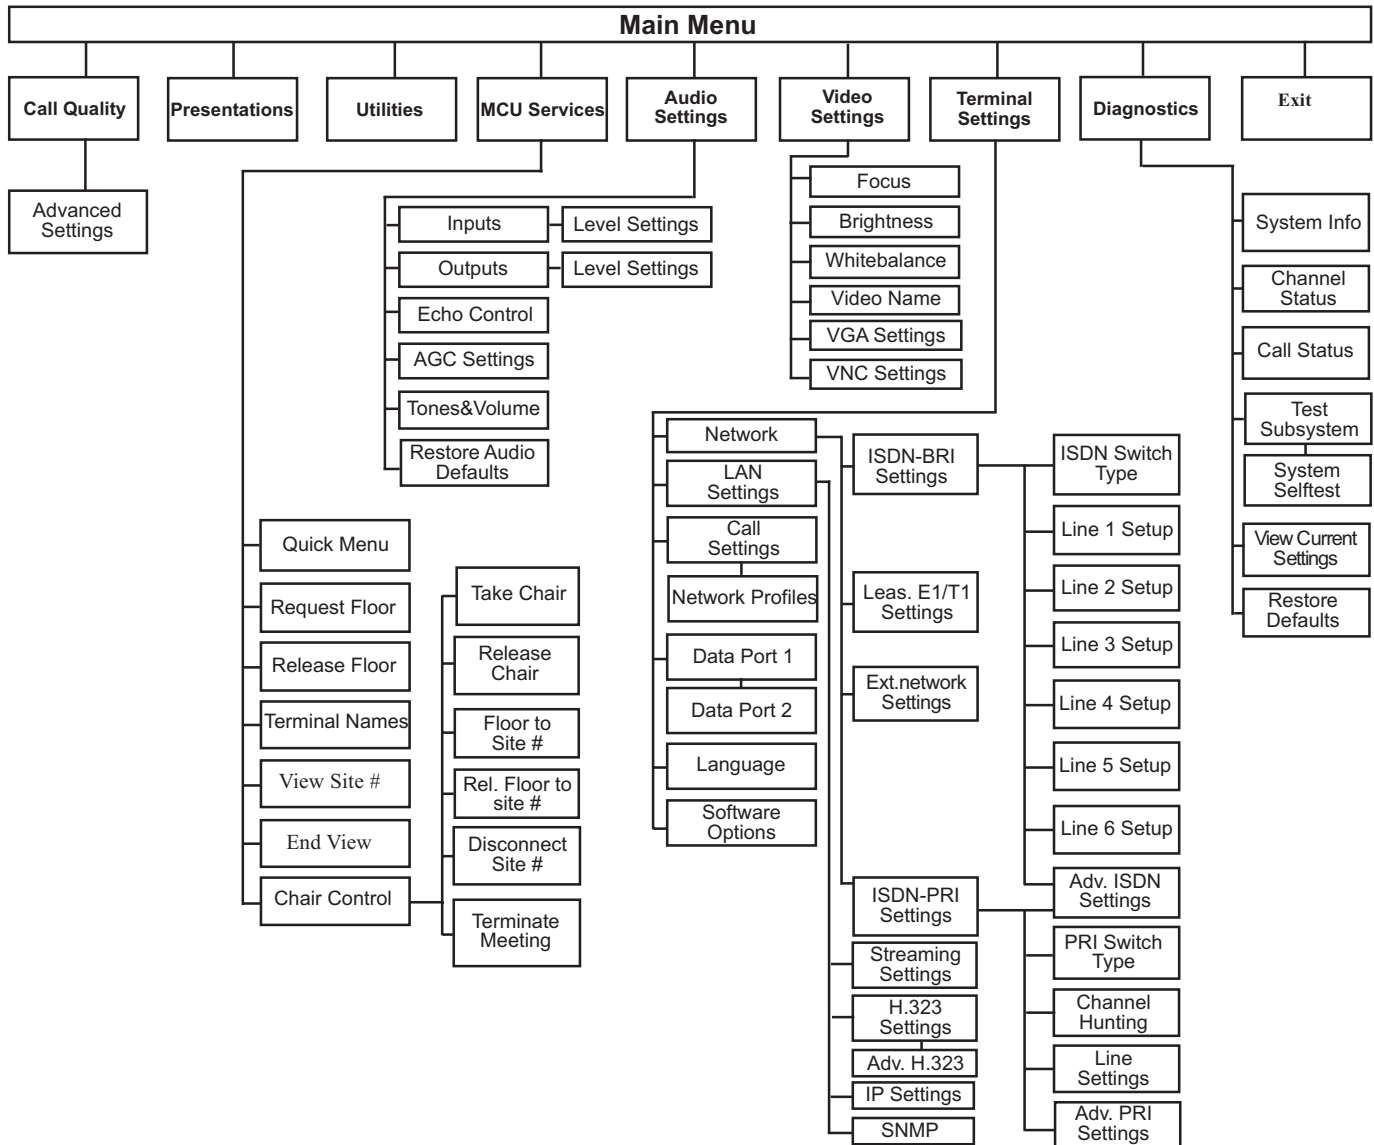 Main Menu
Call Quality
Presentations
Utilities
MCU Services
Audio
Settings
Video
Settings
Terminal
Settings
Diagnostics
Exit
Advanced
Settings
Quick Menu
Request Floor
Release Floor
Terminal Names
View Site #
End View
Chair Control
Take Chair
Release
Chair
Floor to
Site #
Rel. Floor to
site #
Disconnect
Site #
Terminate
Meeting
Inputs
Level Settings
Outputs
Level Settings
Echo Control
AGC Settings
Tones&Volume
Restore Audio
Defaults
Focus
Brightness
Whitebalance
Video Name
VGA Settings
VNC Settings
Network
LAN
Settings
Call
Settings
Network Profiles
Data Port 1
Data Port 2
Language
Software
Options
ISDN-BRI
Settings
Leas. E1/T1
Settings
Ext.network
Settings
ISDN-PRI
Settings
Streaming
Settings
H.323
Settings
Adv. H.323
IP Settings
SNMP
ISDN Switch
Type
Line 1 Setup
Line 2 Setup
Line 3 Setup
Line 4 Setup
Line 5 Setup
Line 6 Setup
Adv. ISDN
Settings
PRI Switch
Type
Channel
Hunting
Line
Settings
Adv. PRI
Settings
System Info
Channel
Status
Call Status
Test
Subsystem
System
Selftest
View Current
Settings
Restore
Defaults